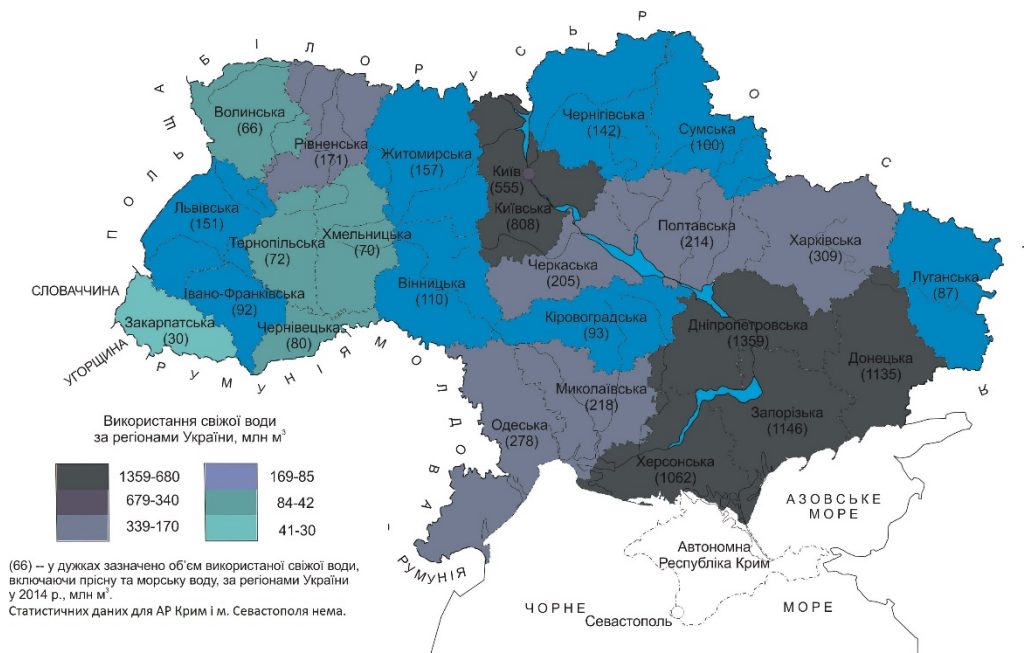 ПОЛЬЩА
БІЛОРУСЬ
РОСІЯ
СЛОВАЧЧИНА
УГОРЩИНА
РУМУНІЯ
МОЛДОВА
РУМУНІЯ
Волинська
(66)
Рівненська
(171)
Житомирська
(157)
Київ
(555)
Київська
(808)
Чернігівська
(142)
Сумська
(100)
Львівська
(151)
Тернопільська
(72)
Хмельницька
(70)
Вінницька
(110)
Черкаська
(205)
Полтавська
(214)
Харківська
(309)
Луганська
(87)
Івано-Франківська
(92)
Закарпатська
(30)
Чернівецька
(80)
Кіровоградська
(93)
Дніпропетровська
(1359)
Донецька
(1135)
Миколаївська
(218)
Запорізька
(1146)
Одеська
(278)
Херсонська
(1062)
АЗОВСЬКЕ
МОРЕ
Автономна
Республіка Крим
ЧОРНЕ МОРЕ
Севастополь
Використання свіжої води
за регіонами України, млн м³
1359-680
679-340
339-170
169-85
84-42
41-30
(66) -- у дужках зазначено об'єм використаної свіжої води,
включаючи прісну та морську воду, за регіонами України
у 2014 р., млн м³.
Статистичних даних для АР Крим і м. Севастополя нема.